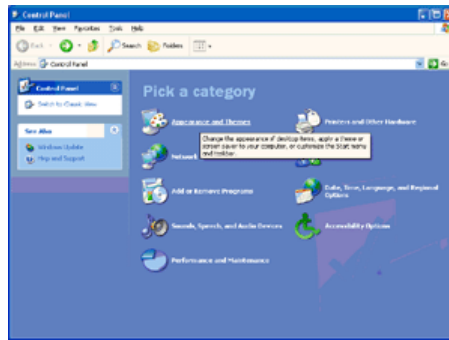 Control Panel
File Edit View Favorites Tools Help
Back Search Folders
Address Control Panel Go
Control Panel
Switch to Classic View
See Also
Windows Update
Help and Support
Pick a category
Appearance and Themes
Printers and Other Hardware
Change the appearance of desktop items, apply a theme or
screen saver to your computer, or customize the Start menu
and taskbar.
Network
Add or Remove Programs
Date, Time, Language, and Regional
Options
Sounds, Speech, and Audio Devices
Accessibility Options
Performance and Maintenance